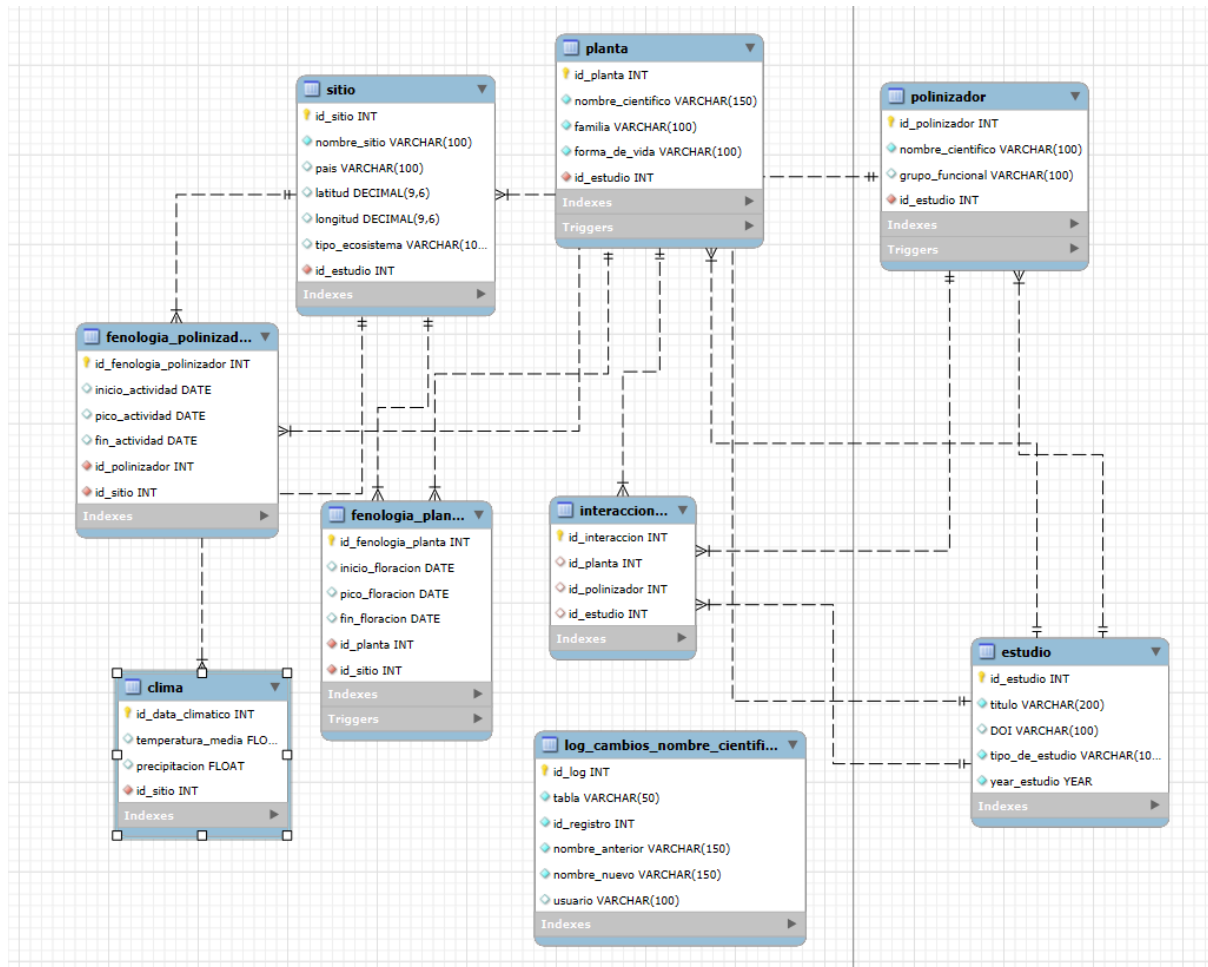 planta
id_planta INT
nombre_cientifico VARCHAR(150)
familia VARCHAR(100)
forma_de_vida VARCHAR(100)
id_estudio INT
Indexes
Triggers
sitio
id_sitio INT
nombre_sitio VARCHAR(100)
pais VARCHAR(100)
latitud DECIMAL(9,6)
longitud DECIMAL(9,6)
tipo_ecosistema VARCHAR(10...
id_estudio INT
Indexes
polinizador
id_polinizador INT
nombre_cientifico VARCHAR(100)
grupo_funcional VARCHAR(100)
id_estudio INT
Indexes
Triggers
fenologia_polinizad...
id_fenologia_polinizador INT
inicio_actividad DATE
pico_actividad DATE
fin_actividad DATE
id_polinizador INT
id_sitio INT
Indexes
fenologia_plan...
id_fenologia_planta INT
inicio_floracion DATE
pico_floracion DATE
fin_floracion DATE
id_planta INT
id_sitio INT
Indexes
Triggers
interaccion...
id_interaccion INT
id_planta INT
id_polinizador INT
id_estudio INT
Indexes
estudio
id_estudio INT
titulo VARCHAR(200)
DOI VARCHAR(100)
tipo_de_estudio VARCHAR(10...
year_estudio YEAR
Indexes
clima
id_data_climatico INT
temperatura_media FLO...
precipitacion FLOAT
id_sitio INT
Indexes
log_cambios_nombre_cientifi...
id_log INT
tabla VARCHAR(50)
id_registro INT
nombre_anterior VARCHAR(150)
nombre_nuevo VARCHAR(150)
usuario VARCHAR(100)
Indexes